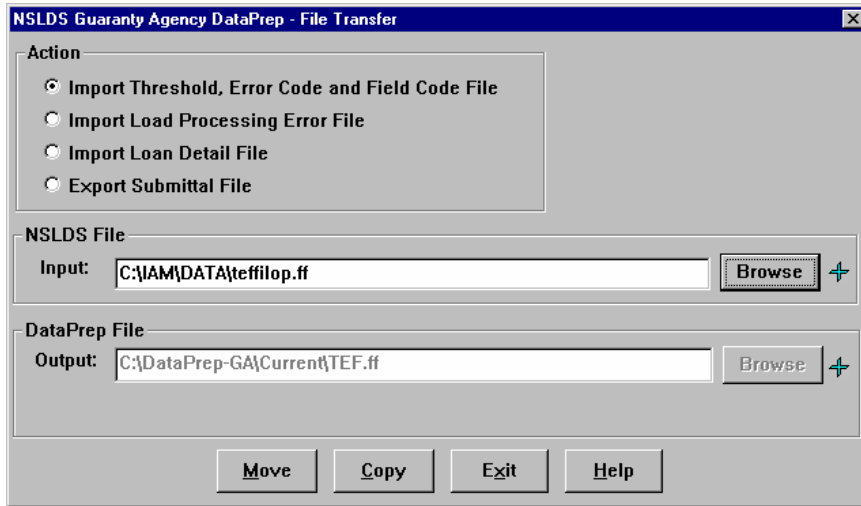 NSLDS Guaranty Agency DataPrep - File Transfer
Action
Import Threshold, Error Code and Field Code File
Import Load Processing Error File
Import Loan Detail File
Export Submittal File
NSLDS File
Input: C:\IAM\DATA\teffilop.ff Browse
DataPrep File
Output: C:\DataPrep-GA\Current\TEF.ff Browse
Move Copy Exit Help